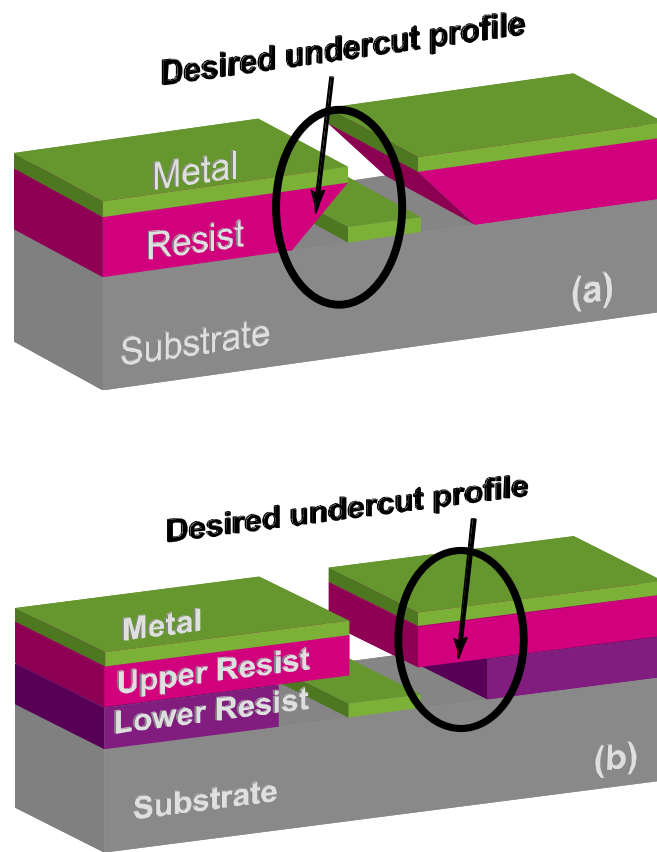 Desired undercut profile
Metal
Resist
Substrate
(a)
Desired undercut profile
Metal
Upper Resist
Lower Resist
Substrate
(b)